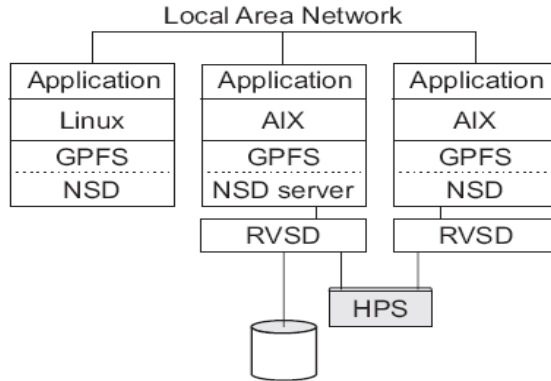 Local Area Network
Application
Linux
GPFS
NSD
Application
AIX
GPFS
NSD server
RVSD
Application
AIX
GPFS
NSD
RVSD
HPS